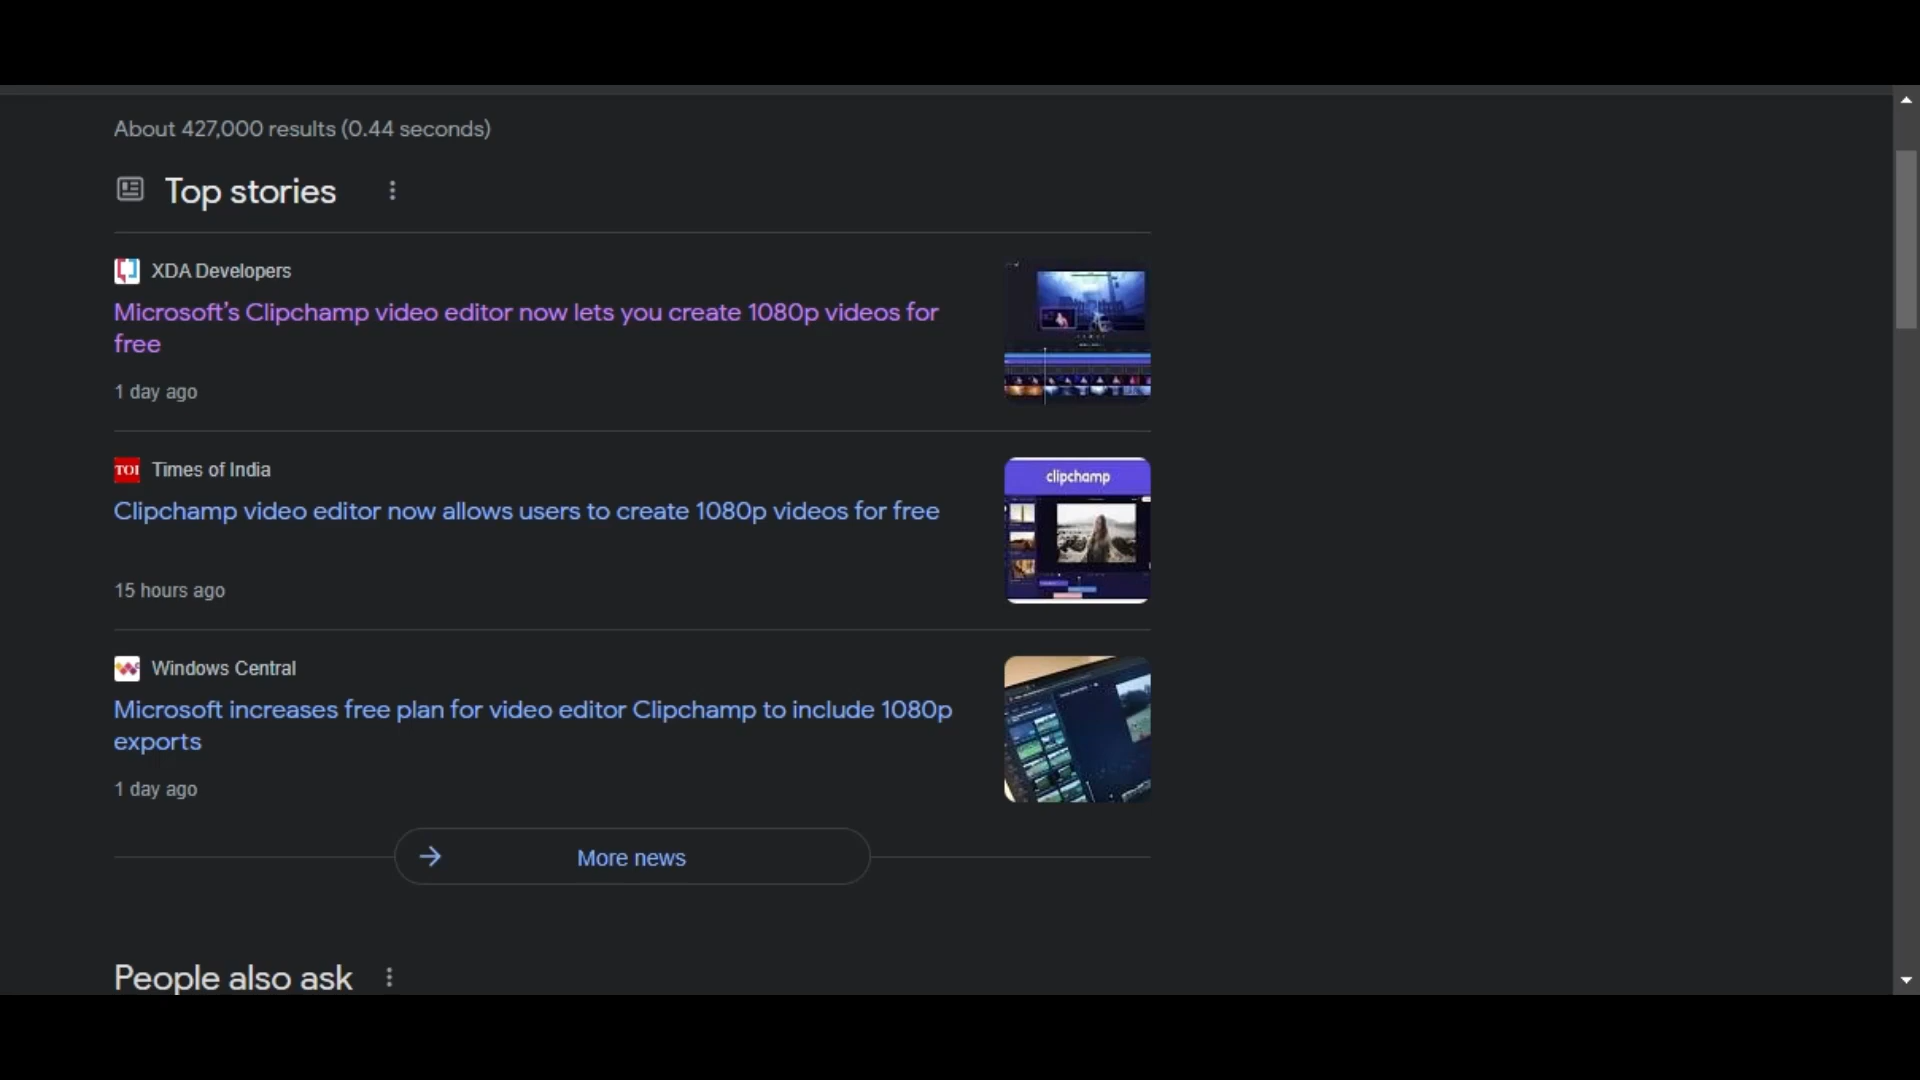 About 427,000 results (0.44 seconds)
Top stories
XDA Developers
Microsoft's Clipchamp video editor now lets you create 1080p videos for
free
1 day ago
TOI Times of India
clipchamp
Clipchamp video editor now allows users to create 1080p videos for free
15 hours ago
Windows Central
Microsoft increases free plan for video editor Clipchamp to include 1080p
exports
1 day ago
More news
People also ask